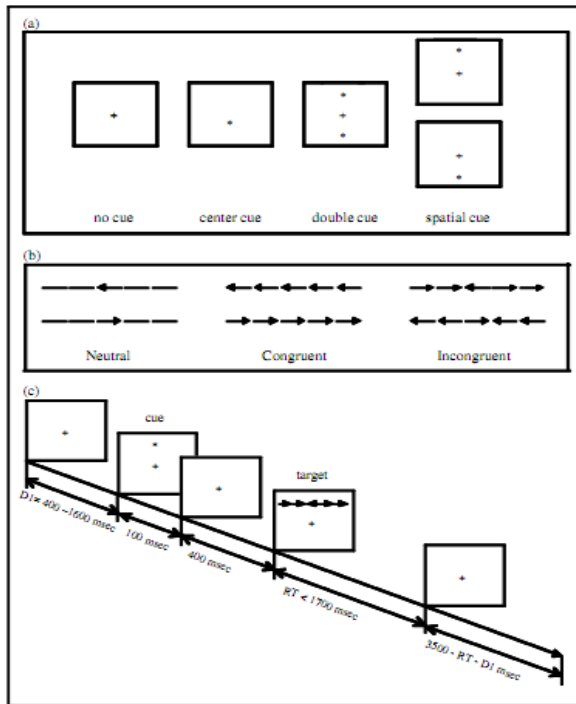 (a)
no cue
center cue
double cue
spatial cue
(b)
Neutral
Congruent
Incongruent
(c)
cue
target
D1= 400 ~1600 msec
100 msec
400 msec
RT < 1700 msec
3500 - RT - D1 msec